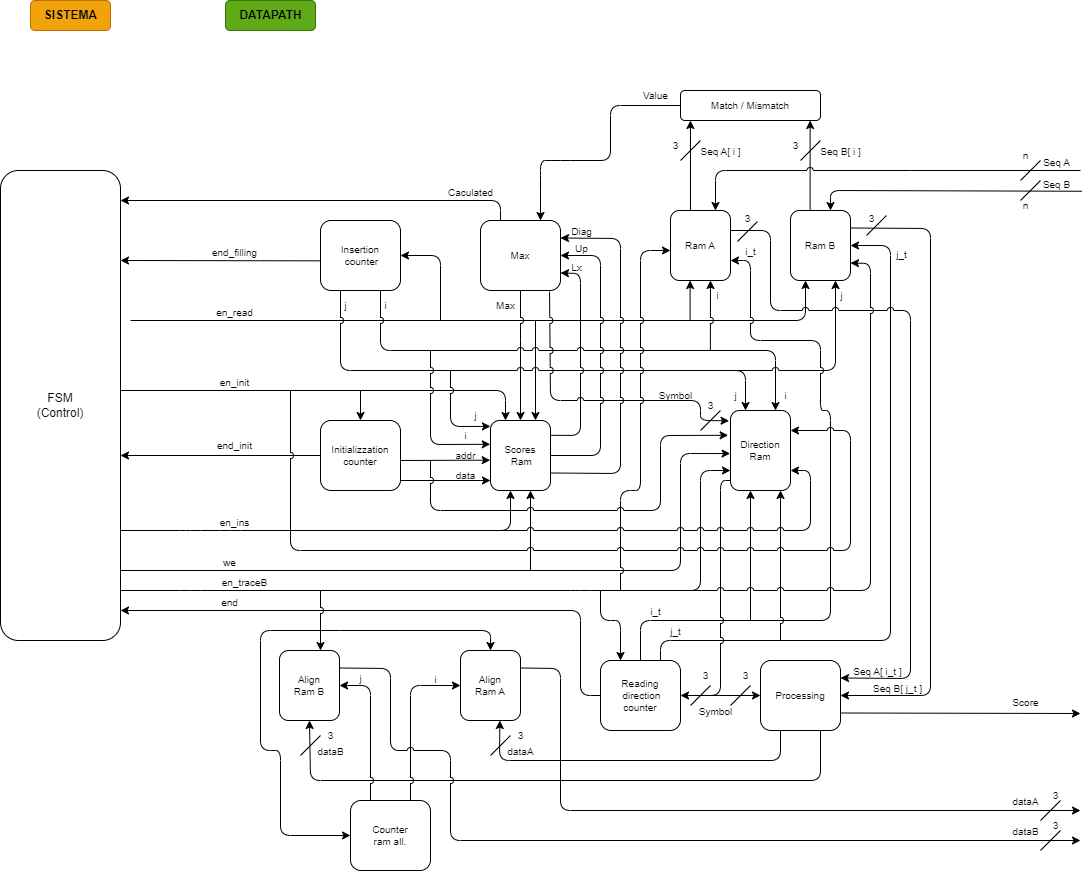 SISTEMA
DATAPATH
Value
Match / Mismatch
3
Seq A[ i ]
3
Seq B[ i ]
n
Seq A
Seq B
n
Caculated
3
3
Diag
Insertion
counter
Max
Up
Ram A
Ram B
i_t
j_t
end_filling
Lx
j
i
Max
i
j
en_read
FSM
(Control)
en_init
Symbol
3
j
i
j
i
end_init
Initializzation
counter
addr
data
Scores
Ram
Direction
Ram
en_ins
we
en_traceB
end
i_t
j_t
Align
Ram B
j
i
Align
Ram A
Reading
direction
counter
3
3
Symbol
Processing
Seq A[ i_t ]
Seq B[ j_t ]
Score
3
dataB
3
dataA
Counter
ram all.
dataA
3
dataB
3